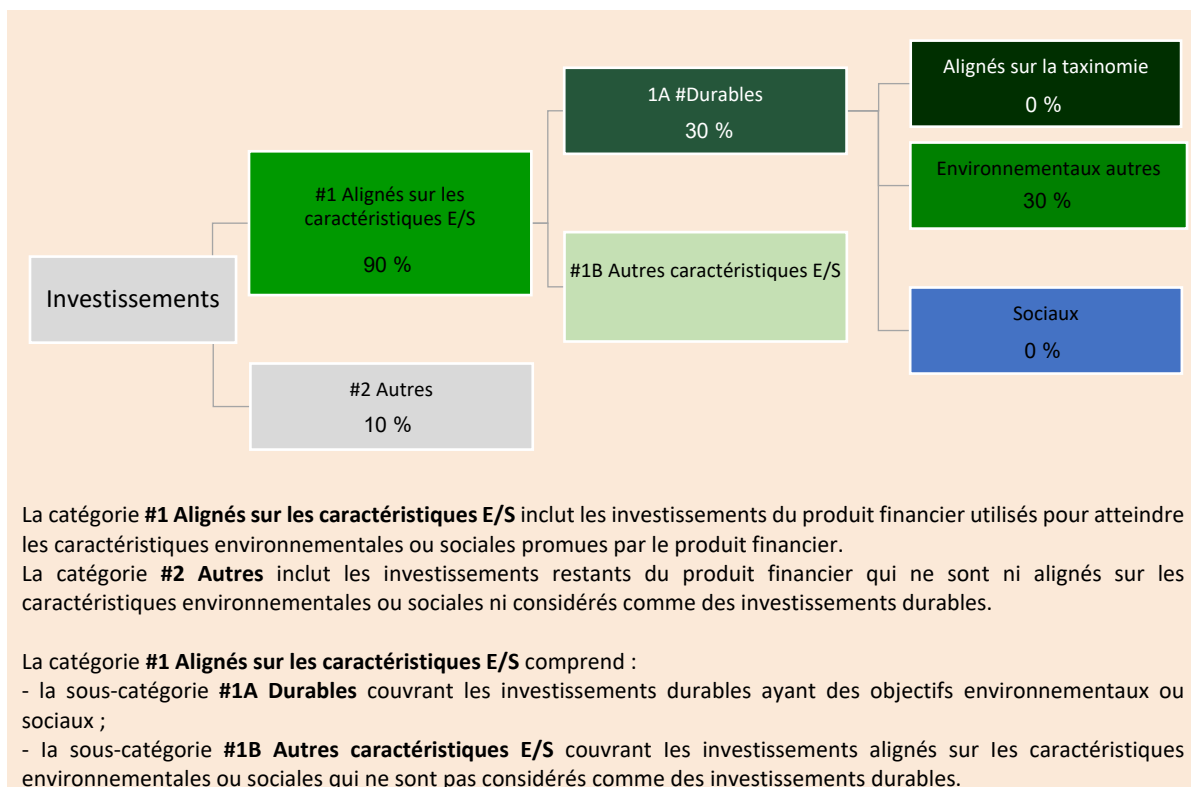 Investissements
#1 Alignés sur les
caractéristiques E/S
90 %
#2 Autres
10 %
1A #Durables
30 %
#1B Autres caractéristiques E/S
Alignés sur la taxinomie
0 %
Environnementaux autres
30 %
Sociaux
0 %
La catégorie #1 Alignés sur les caractéristiques E/S inclut les investissements du produit financier utilisés pour atteindre
les caractéristiques environnementales ou sociales promues par le produit financier.
La catégorie #2 Autres inclut les investissements restants du produit financier qui ne sont ni alignés sur les
caractéristiques environnementales ou sociales ni considérés comme des investissements durables.
La catégorie #1 Alignés sur les caractéristiques E/S comprend :
- la sous-catégorie #1A Durables couvrant les investissements durables ayant des objectifs environnementaux ou
sociaux ;
- la sous-catégorie #1B Autres caractéristiques E/S couvrant les investissements alignés sur les caractéristiques
environnementales ou sociales qui ne sont pas considérés comme des investissements durables.